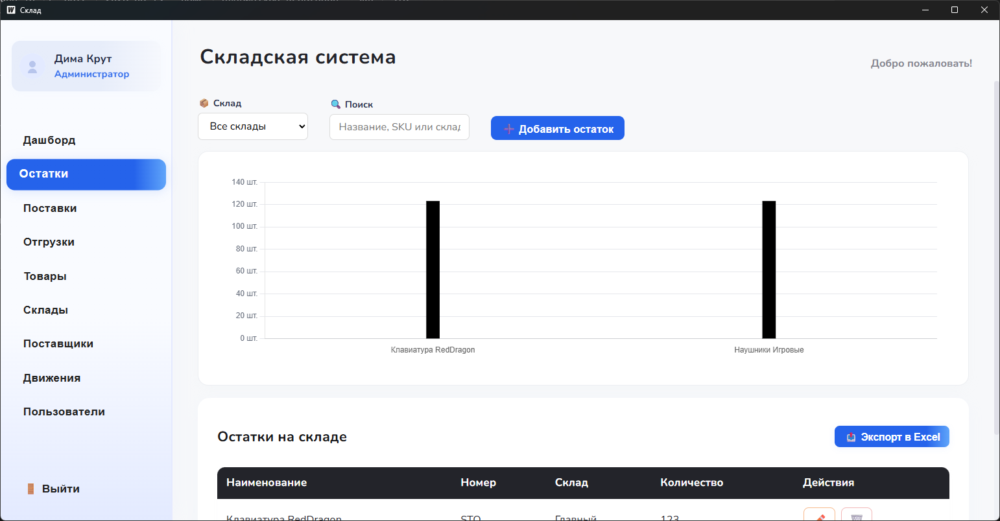 W Склад
Дима Крут
Администратор
Дашборд
Остатки
Поставки
Отгрузки
Товары
Склады
Поставщики
Движения
Пользователи
Выйти
Складская система
Добро пожаловать!
Склад
Поиск
Все склады
Название, SKU или склад
Добавить остаток
140 шт.
120 шт.
100 шт.
80 шт.
60 шт.
40 шт.
20 шт.
0 шт.
Клавиатура RedDragon
Наушники Игровые
Остатки на складе
Экспорт в Excel
Наименование Номер Склад Количество Действия
Клавиатура RedDragon STO Главный 123